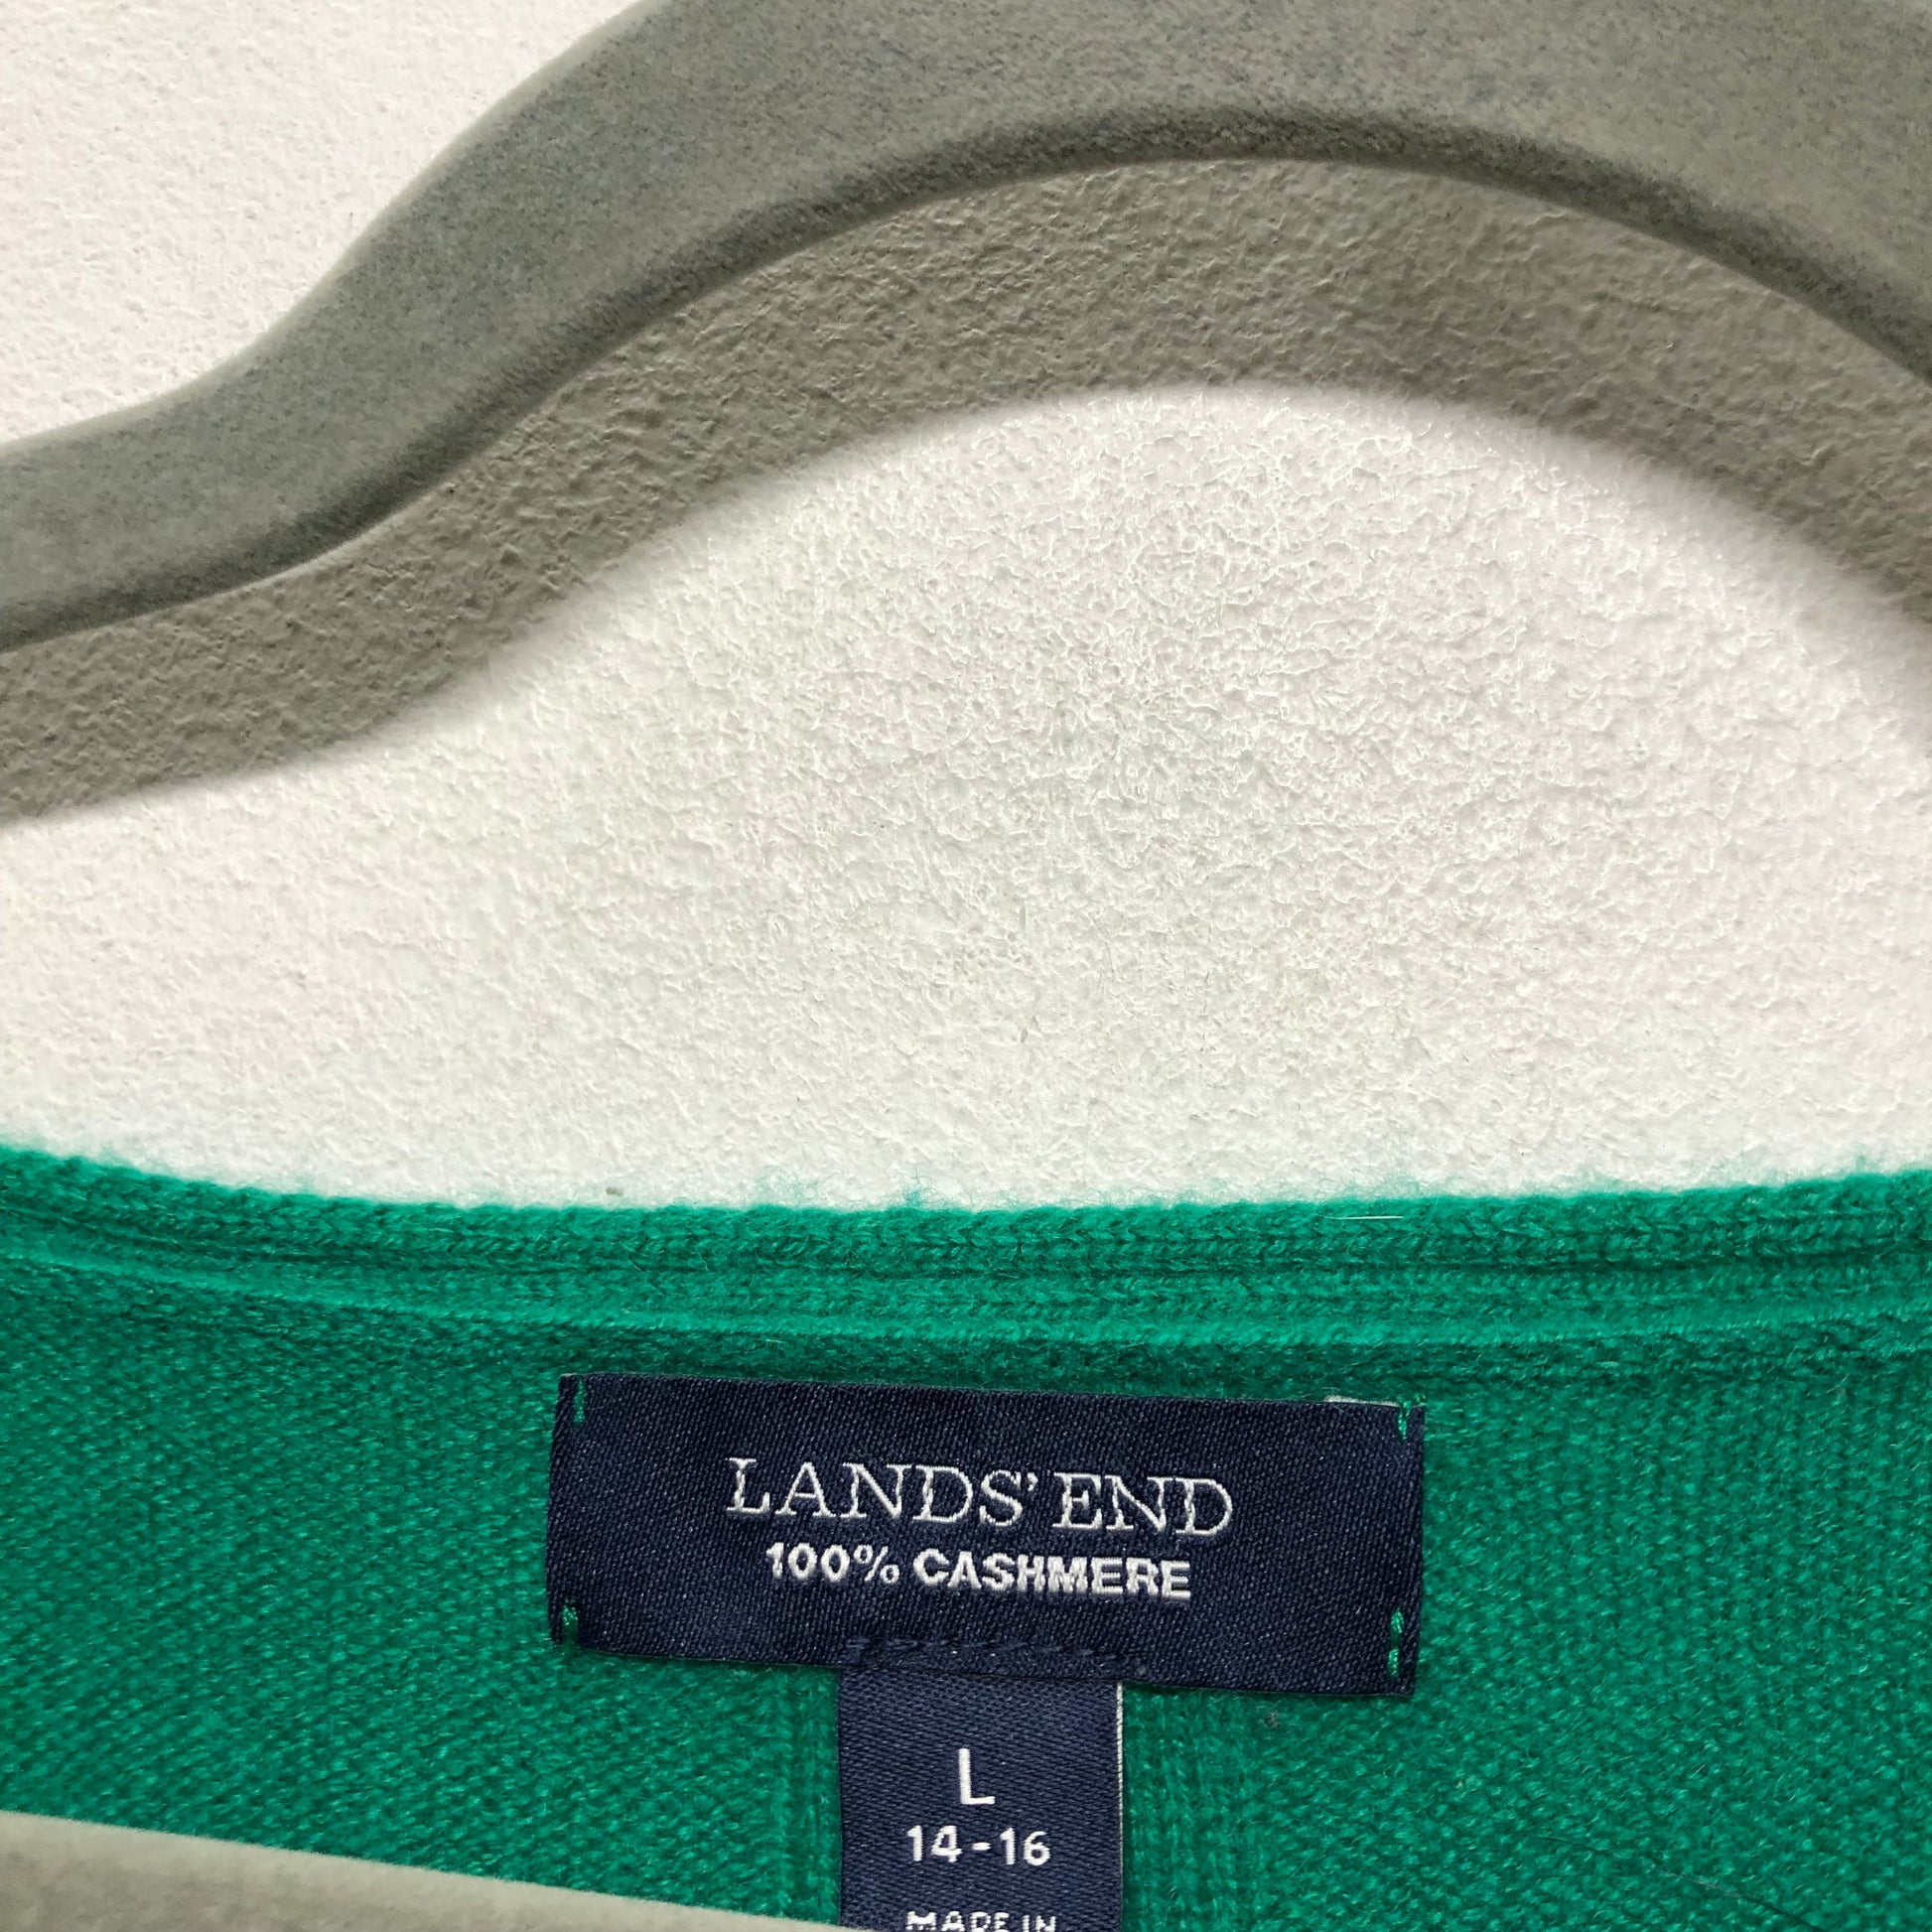 LANDS' END
100% CASHMERE
L
14-16
MADE IN